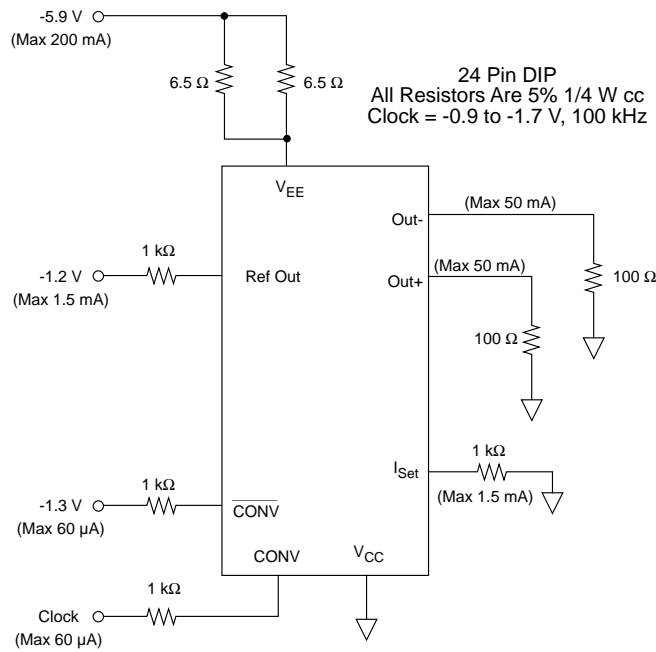 -5.9 V
(Max 200 mA)
6.5 Ω
6.5 Ω
24 Pin DIP
All Resistors Are 5% 1/4 W cc
Clock = -0.9 to -1.7 V, 100 kHz
VEE
Out-
(Max 50 mA)
100 Ω
-1.2 V
(Max 1.5 mA)
1 kΩ
Ref Out
Out+
(Max 50 mA)
100 Ω
ISet
1 kΩ
(Max 1.5 mA)
-1.3 V
(Max 60 µA)
1 kΩ
CONV
CONV
VCC
1 kΩ
Clock
(Max 60 µA)